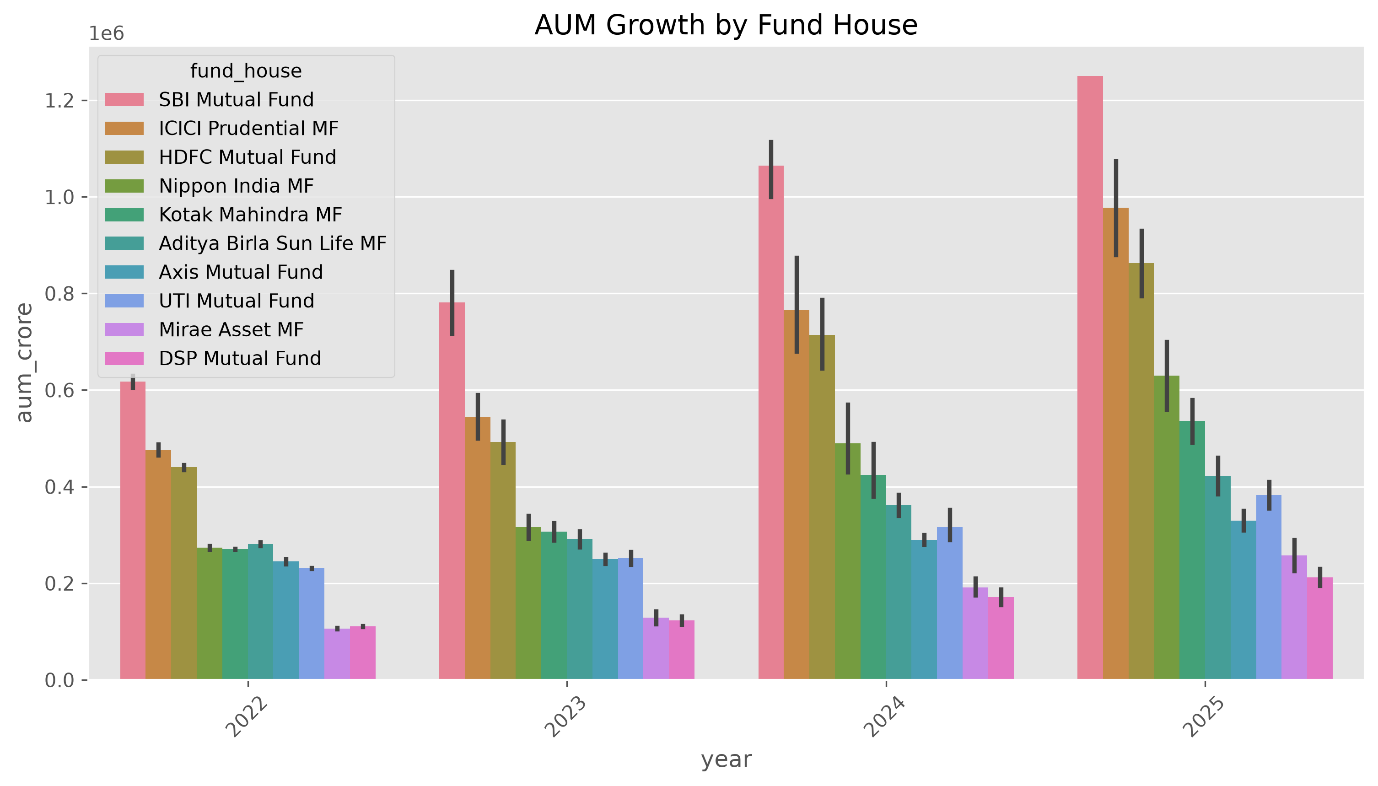 AUM Growth by Fund House
1e6
fund_house
SBI Mutual Fund
ICICI Prudential MF
HDFC Mutual Fund
Nippon India MF
Kotak Mahindra MF
Aditya Birla Sun Life MF
Axis Mutual Fund
UTI Mutual Fund
Mirae Asset MF
DSP Mutual Fund
1.2
1.0
0.8
0.6
0.4
0.2
0.0
aum_crore
2022
2023
2024
2025
year